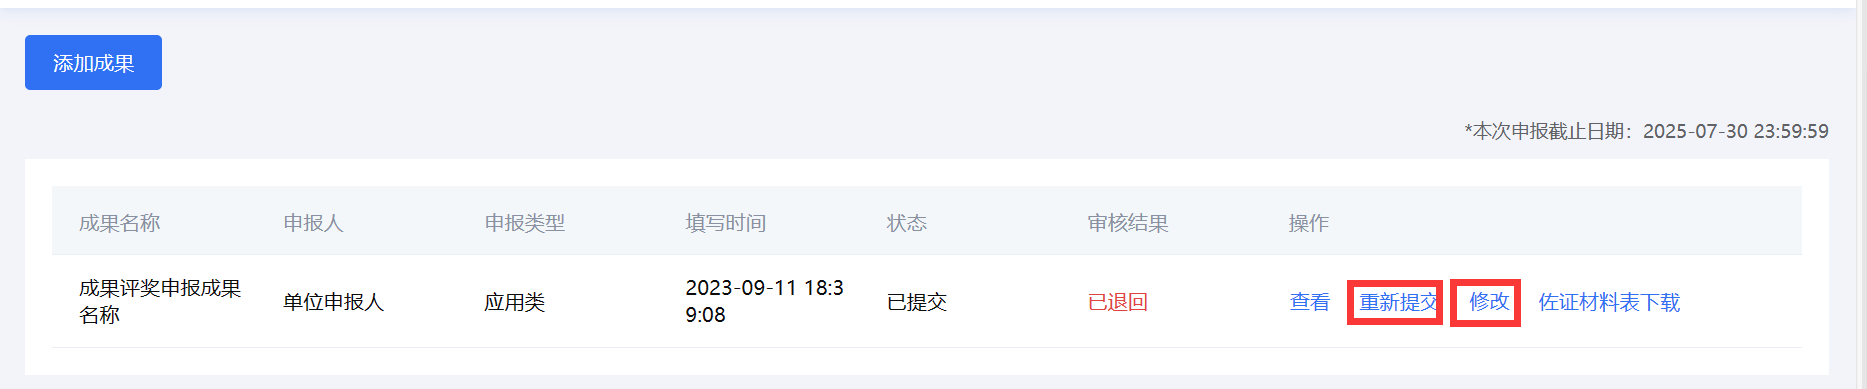 添加成果
*本次申报截止日期：2025-07-30 23:59:59
成果名称 申报人 申报类型 填写时间 状态 审核结果 操作
成果评奖申报成果名称 单位申报人 应用类 2023-09-11 18:39:08 已提交 已退回 查看 重新提交 修改 佐证材料表下载